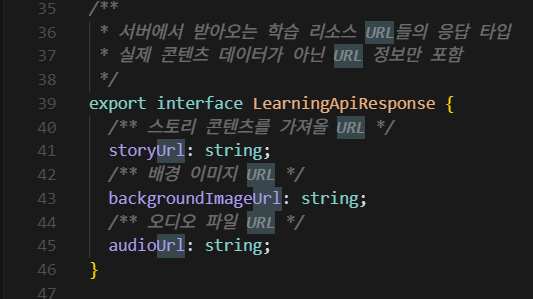 35 /**
36  * 서버에서 받아오는 학습 리소스 URL들의 응답 타입
37  * 실제 콘텐츠 데이터가 아닌 URL 정보만 포함
38  */
39 export interface LearningApiResponse {
40   /** 스토리 콘텐츠를 가져올 URL */
41   storyUrl: string;
42   /** 배경 이미지 URL */
43   backgroundImageUrl: string;
44   /** 오디오 파일 URL */
45   audioUrl: string;
46 }
47